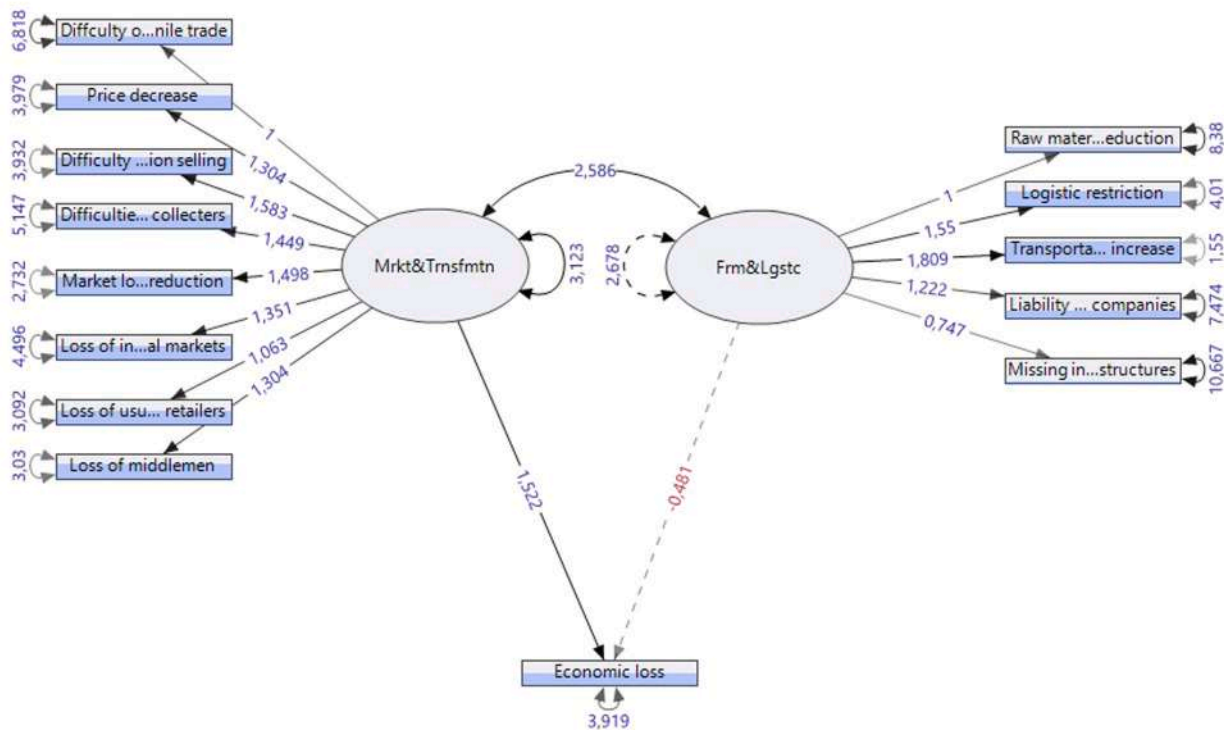 6,818
Diffculty o...nile trade
3,979
Price decrease
3,932
Difficulty ...ion selling
5,147
Difficultie... collecters
2,732
Market lo...reduction
4,496
Loss of in...al markets
3,092
Loss of usu... retailers
3,03
Loss of middlemen
1
1,304
1,583
1,449
1,498
1,351
1,063
1,304
Mrkt&Trnsfmtn
3,123
2,586
2,678
Frm&Lgstc
1
1,55
1,809
1,222
0,747
Raw mater...eduction
8,38
Logistic restriction
4,01
Transporta... increase
1,55
Liability ... companies
7,474
Missing in...structures
10,667
1,522
-0,481
Economic loss
3,919